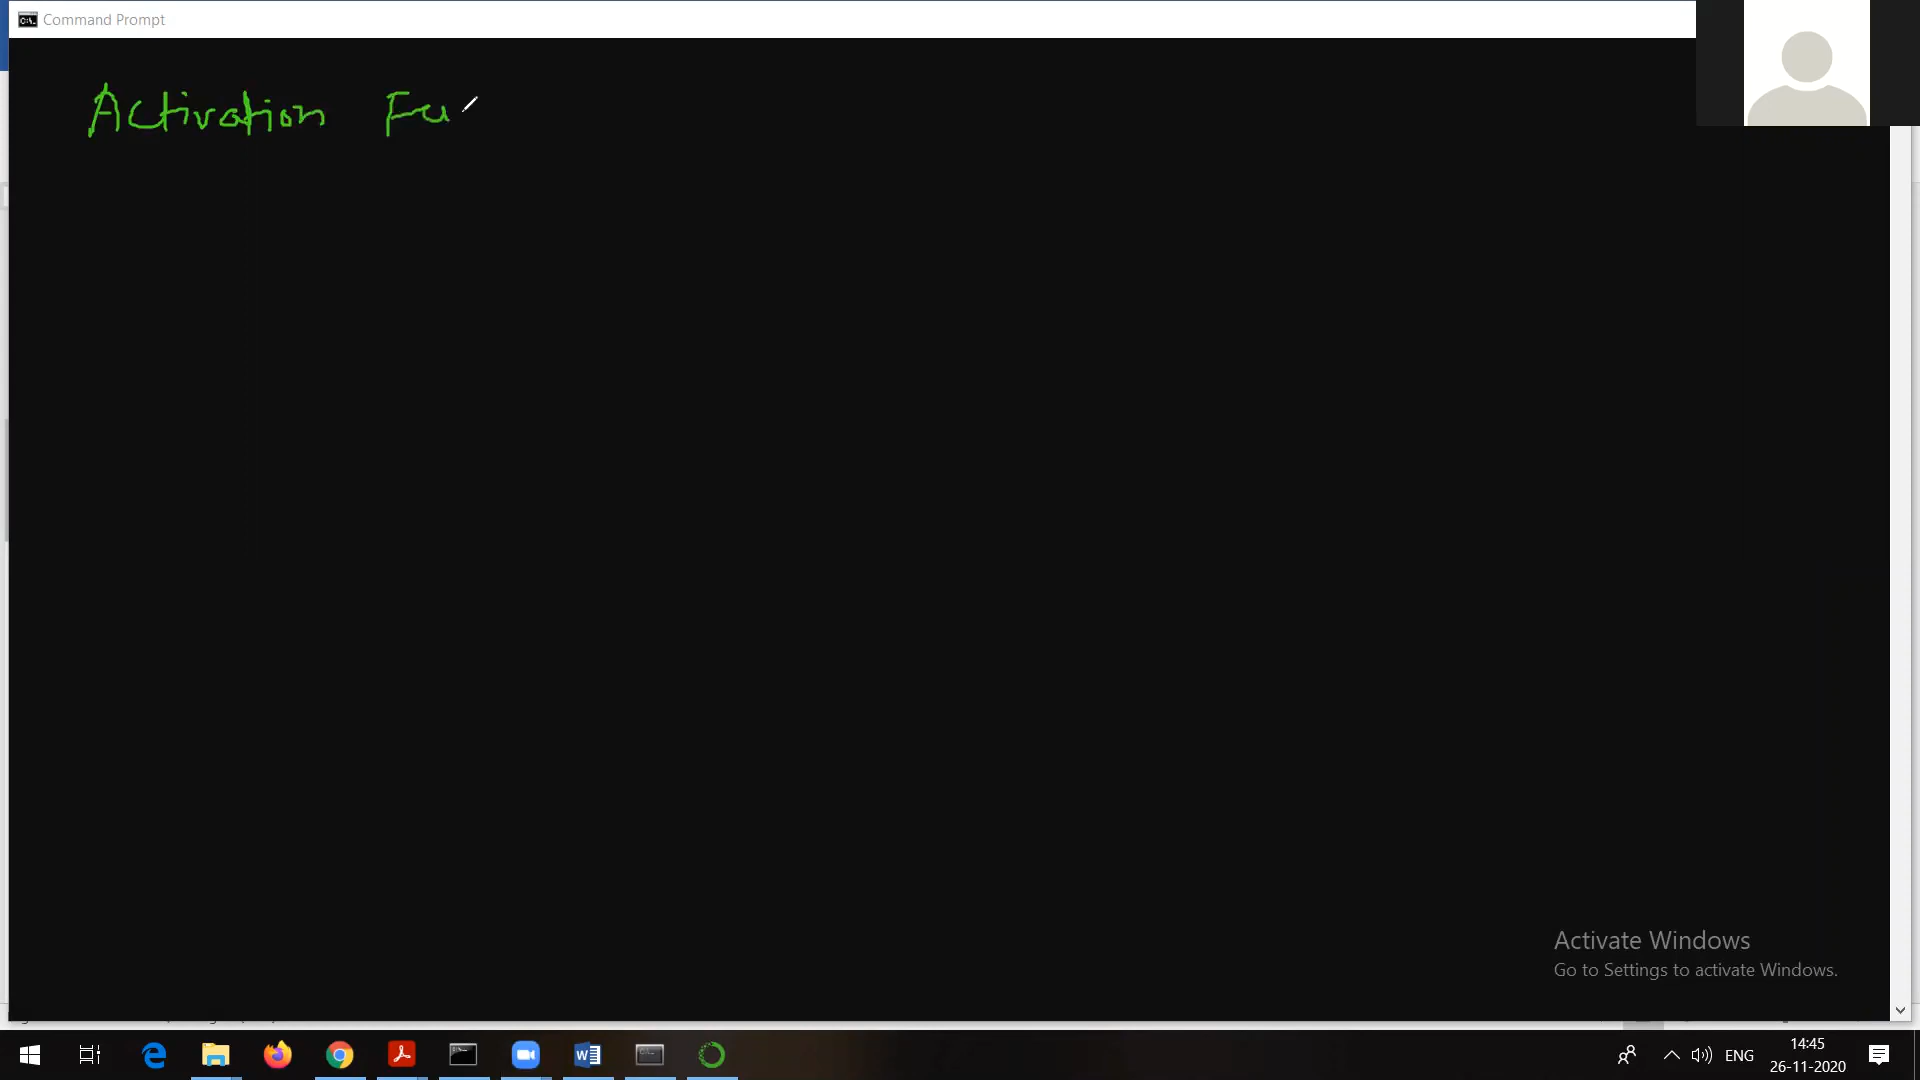 Command Prompt
Activation Fu
Activate Windows
Go to Settings to activate Windows.
ENG
14:45
26-11-2020